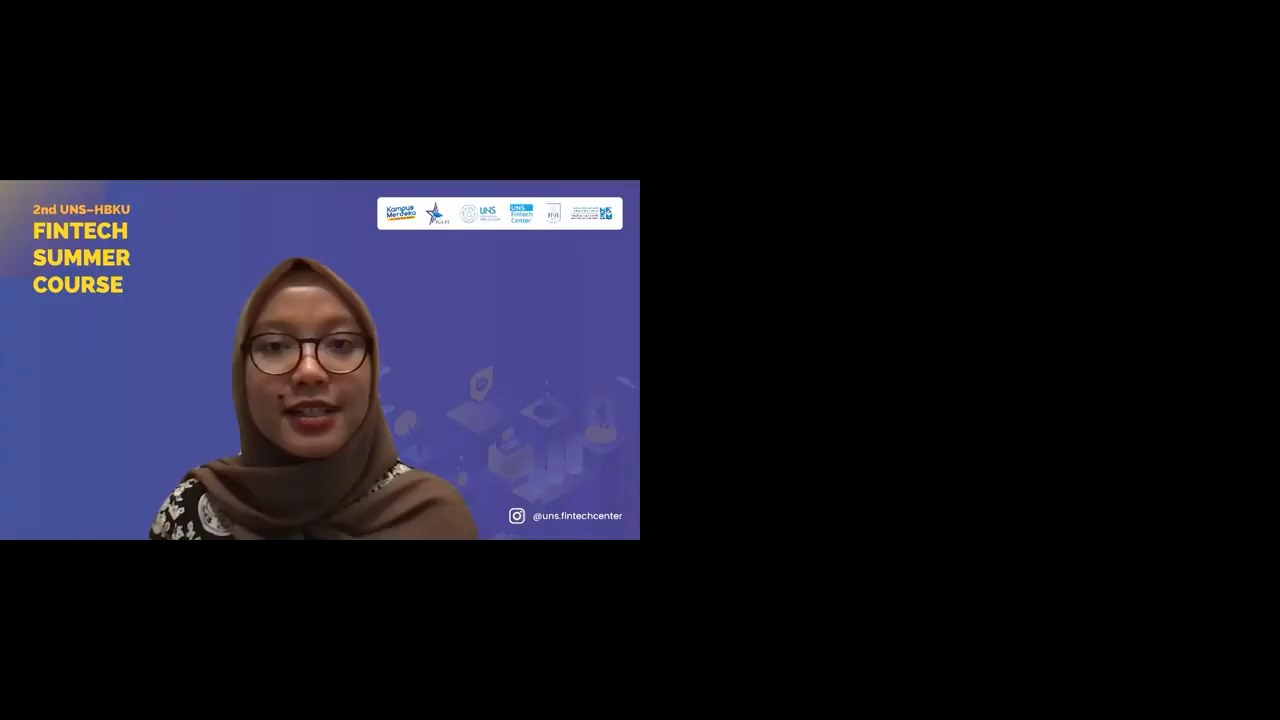 2nd UNS–HBKU
FINTECH
SUMMER
COURSE
Kampus
Merdeka
UNS
UNS
Fintech
Center
@uns.fintechcenter